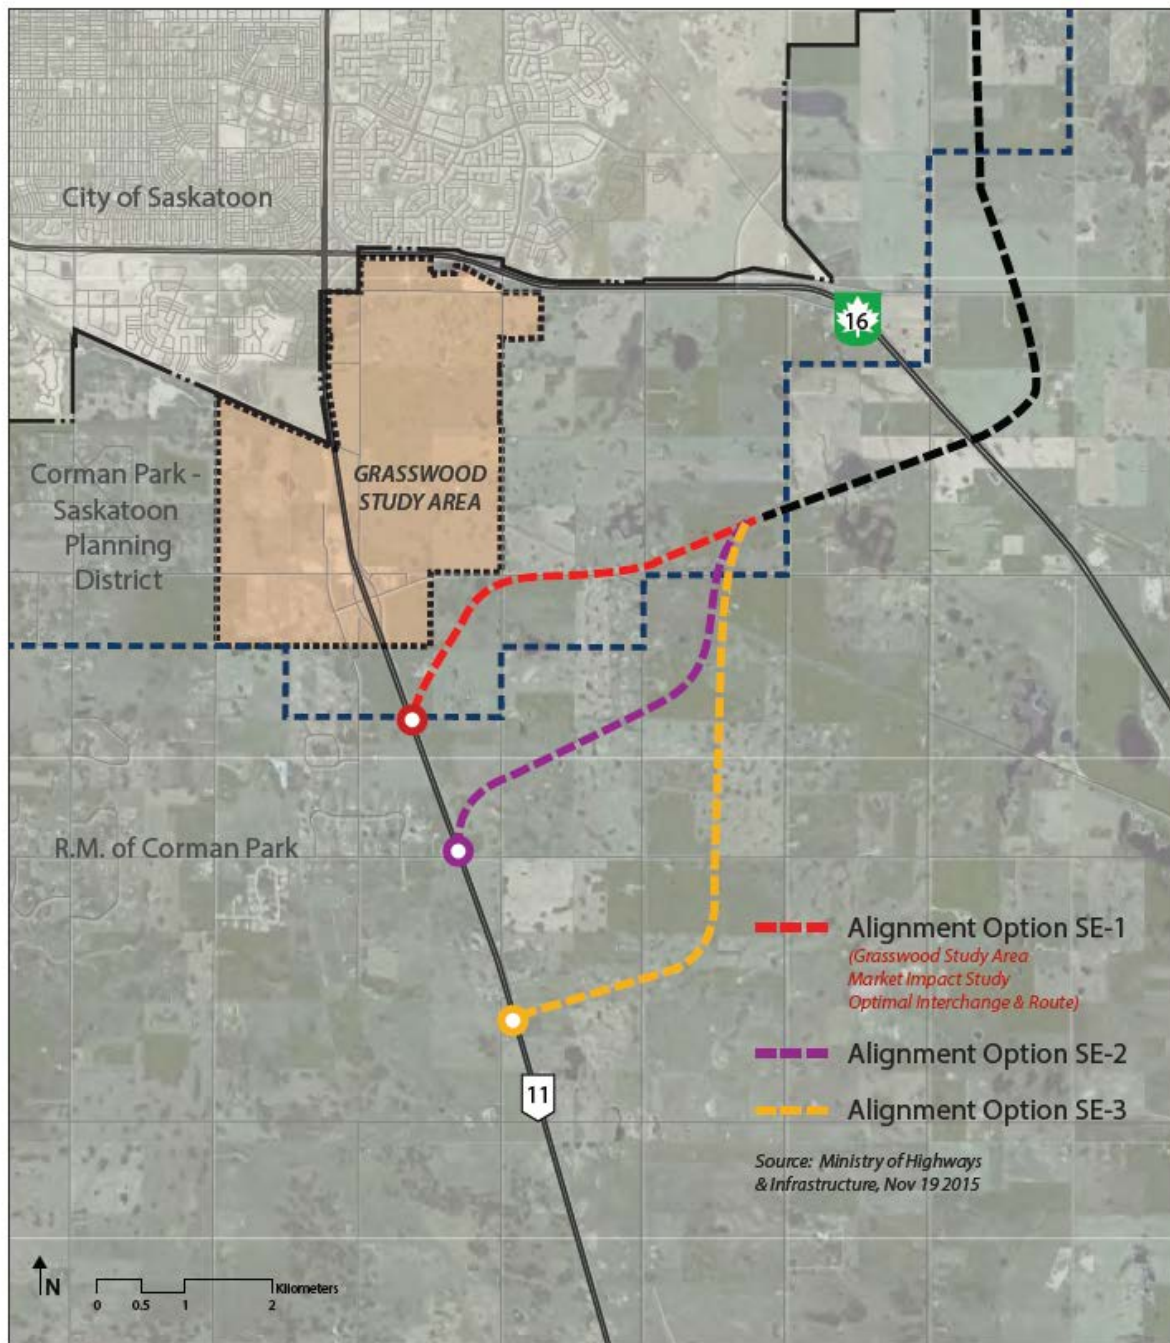 City of Saskatoon
16
Corman Park -
Saskatoon
Planning
District
GRASSWOOD
STUDY AREA
R.M. of Corman Park
Alignment Option SE-1
(Grasswood Study Area
Market Impact Study
Optimal Interchange & Route)
Alignment Option SE-2
11
Alignment Option SE-3
Source: Ministry of Highways
& Infrastructure, Nov 19 2015
N
Kilometers
0 0.5 1 2